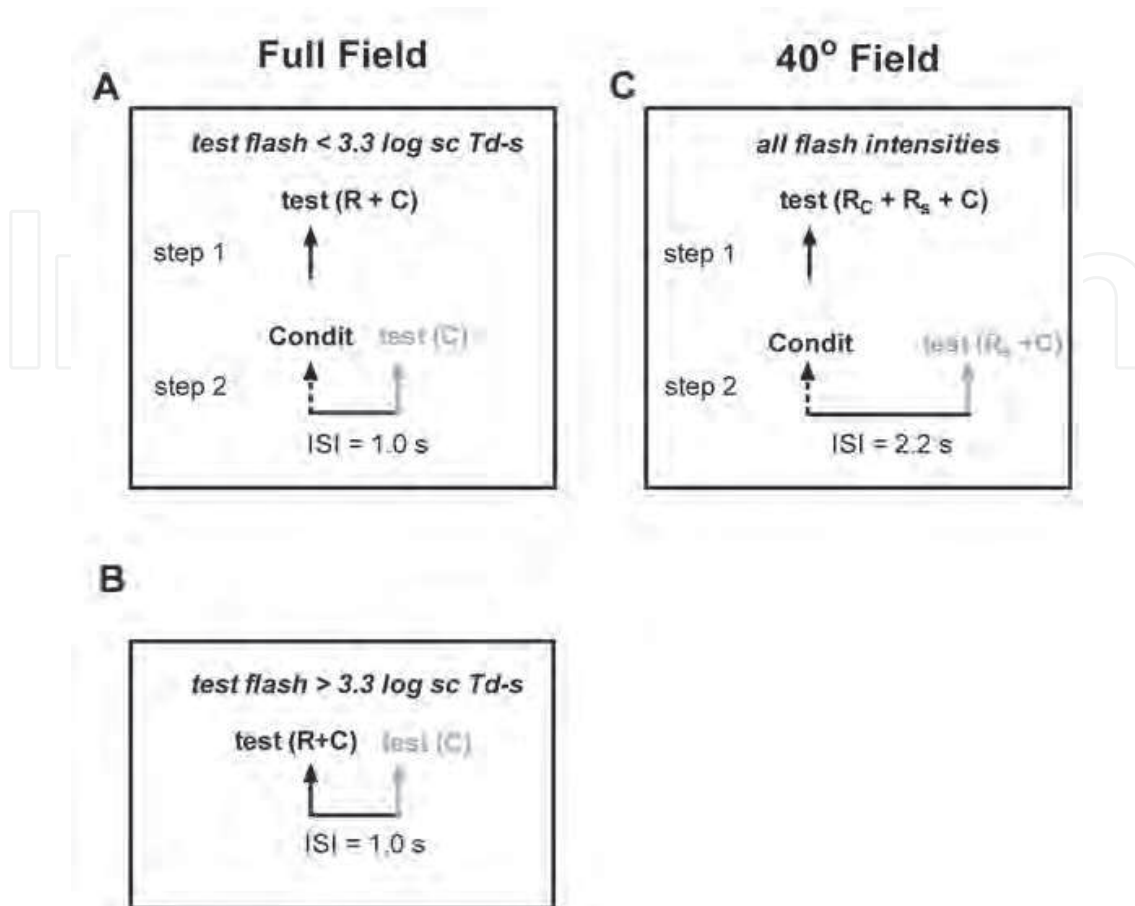 Full Field
A
test flash < 3.3 log sc Td-s
test (R + C)
step 1
Condit test (C)
step 2
ISI = 1.0 s
40° Field
C
all flash intensities
test (R_C + R_s + C)
step 1
Condit test (R_s +C)
step 2
ISI = 2.2 s
B
test flash > 3.3 log sc Td-s
test (R+C) test (C)
ISI = 1.0 s